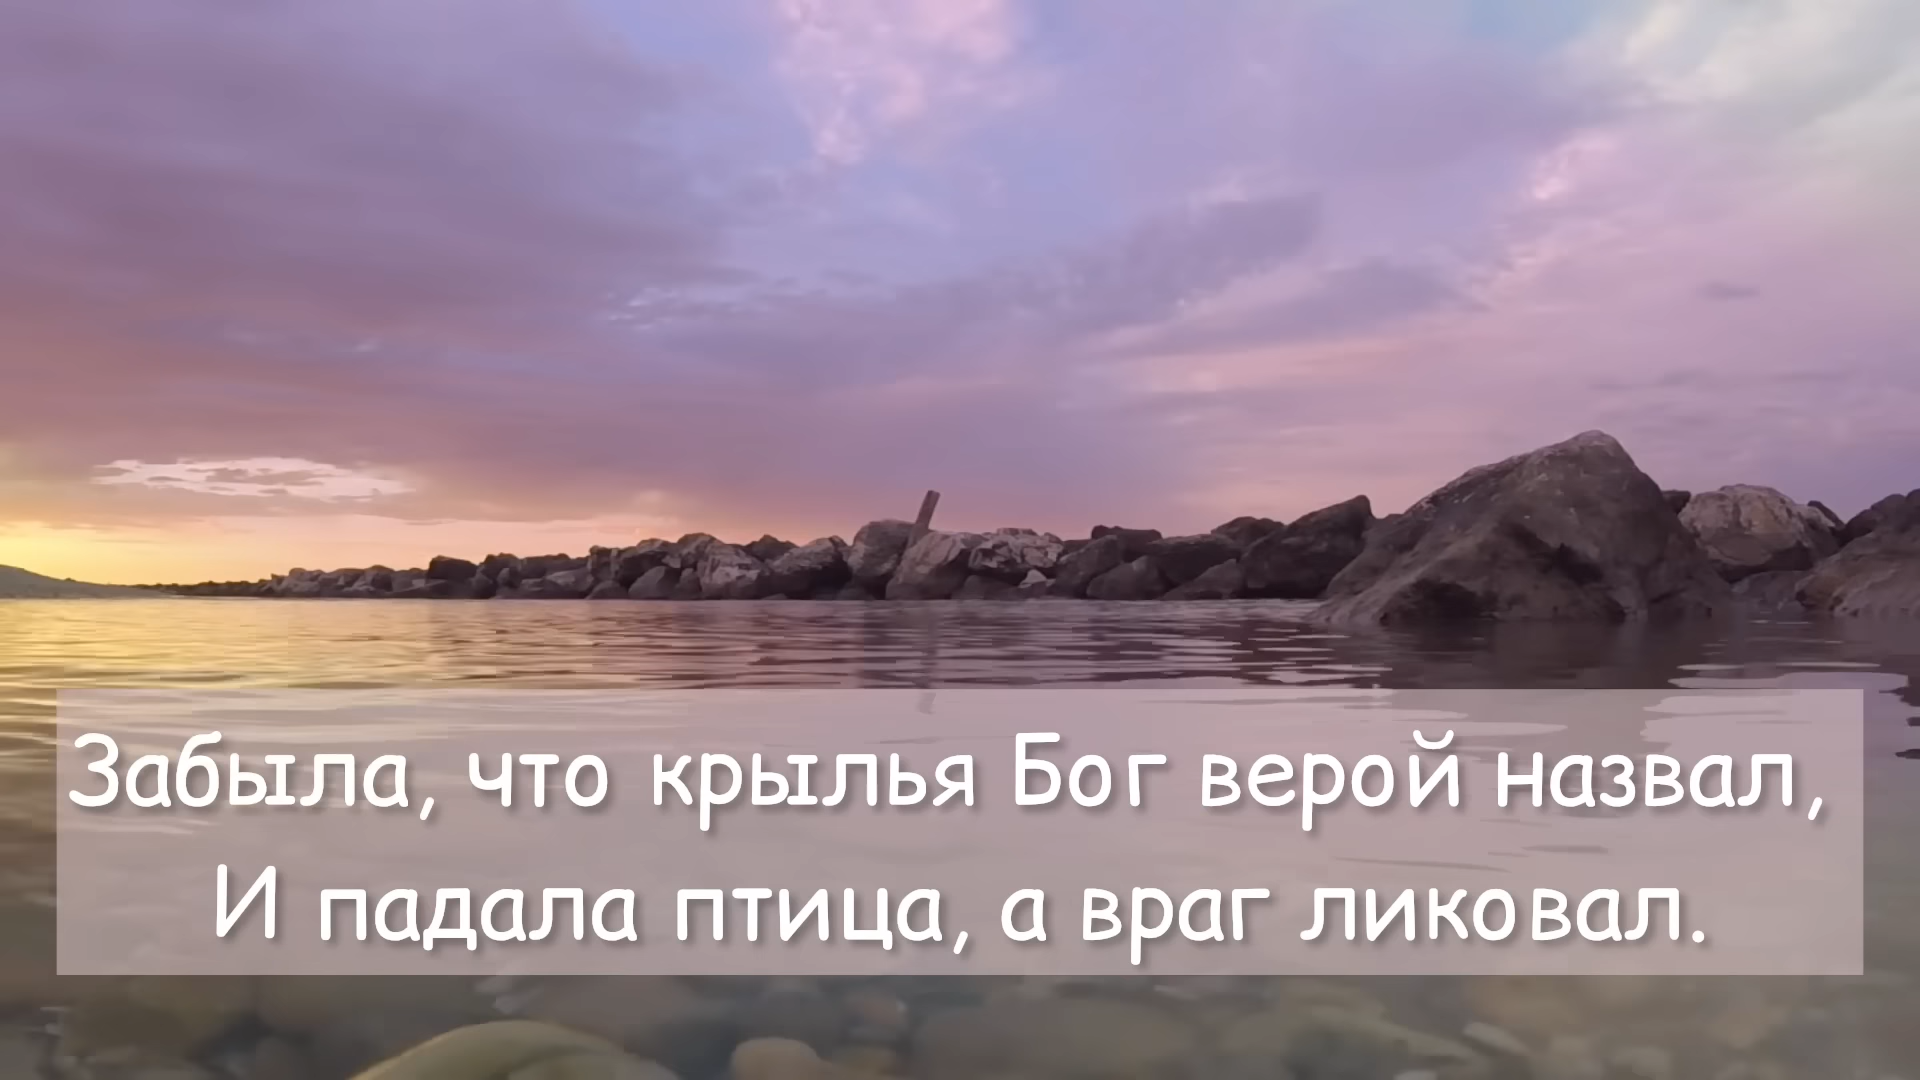 Забыла, что крылья Бог верой назвал,
И падала птица, а враг ликовал.